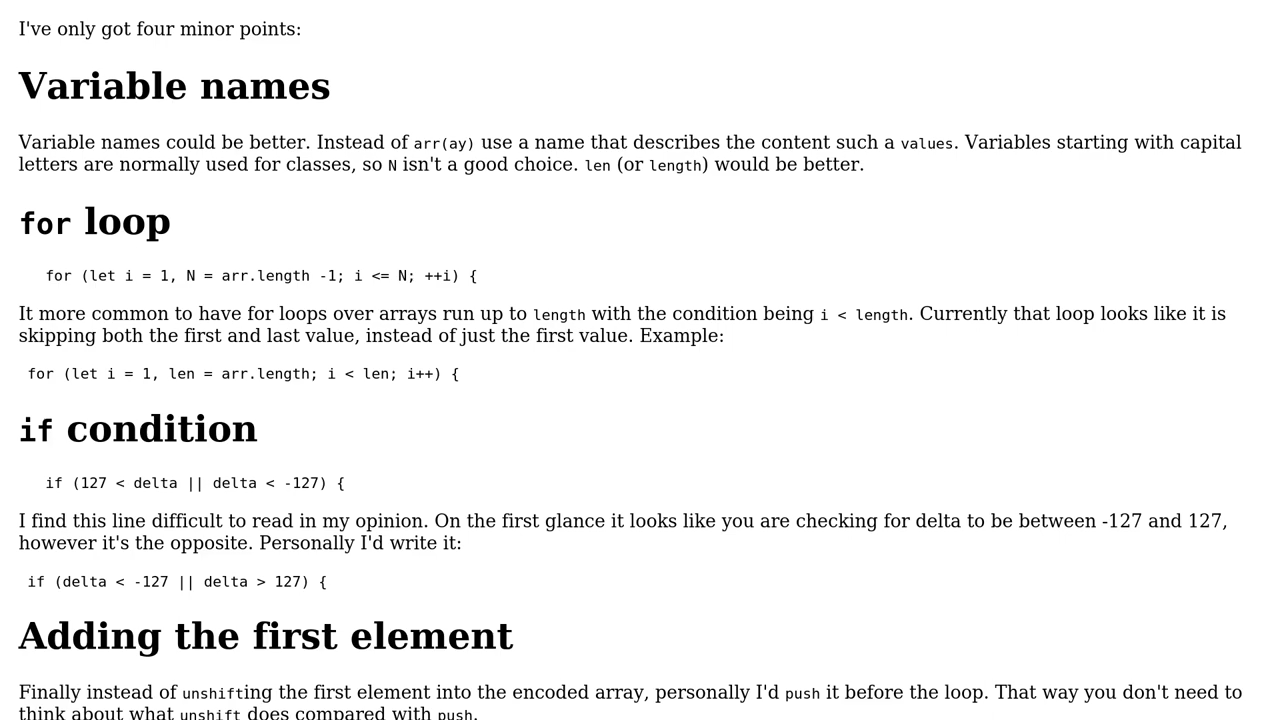 I've only got four minor points:
Variable names
Variable names could be better. Instead of arr(ay) use a name that describes the content such a values. Variables starting with capital
letters are normally used for classes, so N isn't a good choice. len (or length) would be better.
for loop
for (let i = 1, N = arr.length -1; i <= N; ++i) {
It more common to have for loops over arrays run up to length with the condition being i < length. Currently that loop looks like it is
skipping both the first and last value, instead of just the first value. Example:
for (let i = 1, len = arr.length; i < len; i++) {
if condition
if (127 < delta || delta < -127) {
I find this line difficult to read in my opinion. On the first glance it looks like you are checking for delta to be between -127 and 127,
however it's the opposite. Personally I'd write it:
if (delta < -127 || delta > 127) {
Adding the first element
Finally instead of unshifting the first element into the encoded array, personally I'd push it before the loop. That way you don't need to
think about what unshift does compared with push.